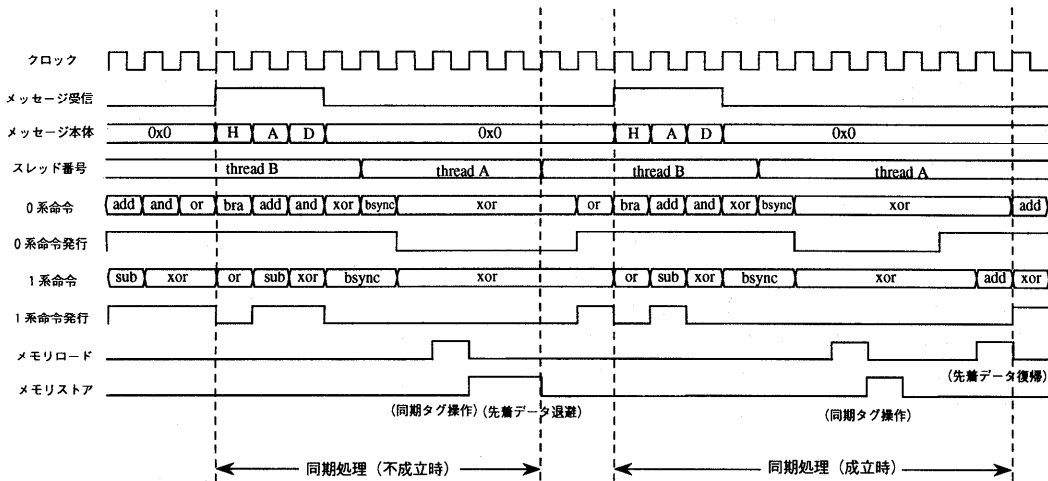 クロック
メッセージ受信
メッセージ本体 0x0 H A D 0x0 H A D 0x0
スレッド番号 thread B thread A thread B thread A
0系命令 add and or bra add and xor bsync xor or bra add and xor bsync xor add
0系命令発行
1系命令 sub xor or sub xor bsync xor or sub xor bsync xor add xor
1系命令発行
メモリロード
(先着データ復帰)
メモリストア
(同期タグ操作) (先着データ退避) (同期タグ操作)
同期処理 (不成立時) 同期処理 (成立時)